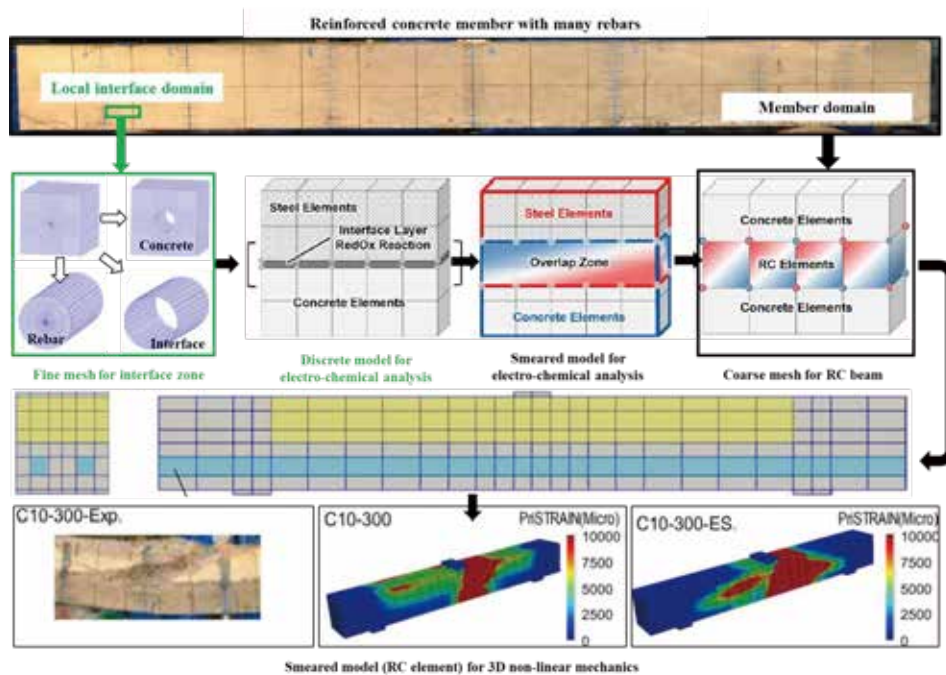 Reinforced concrete member with many rebars
Local interface domain
Member domain
Concrete
Rebar
Interface
Steel Elements
Interface Layer
RedOx Reaction
Concrete Elements
Steel Elements
Overlap Zone
Concrete Elements
Concrete Elements
RC Elements
Concrete Elements
Fine mesh for interface zone
Discrete model for
electro-chemical analysis
Smeared model for
electro-chemical analysis
Coarse mesh for RC beam
C10-300-Exp.
C10-300
PriSTRAIN(Micro)
10000
7500
5000
2500
0
C10-300-ES.
PriSTRAIN(Micro)
10000
7500
5000
2500
0
Smeared model (RC element) for 3D non-linear mechanics